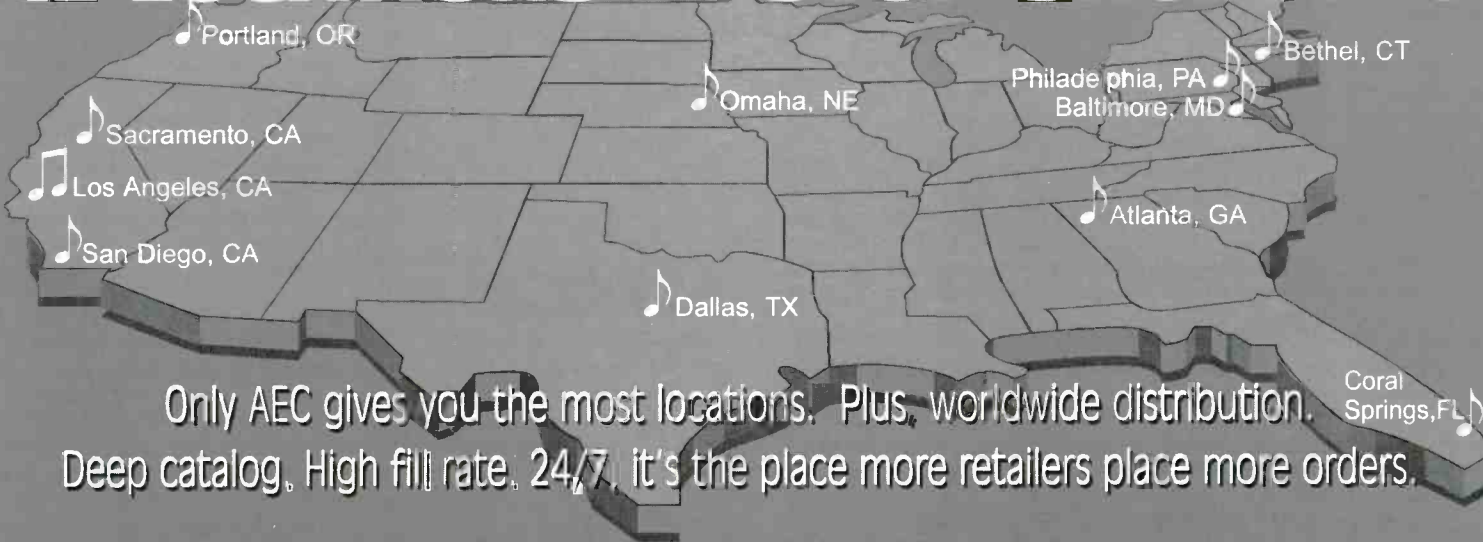 Portland, OR
Bethel, CT
Philade phia, PA
Omaha, NE
Baltimore, MD
Sacramento, CA
Los Angeles, CA
Atlanta, GA
San Diego, CA
Dallas, TX
Coral
Springs,FL
Only AEC gives you the most locations. Plus, worldwide distribution.
Deep catalog. High fill rate. 24/7, it's the place more retailers place more orders.